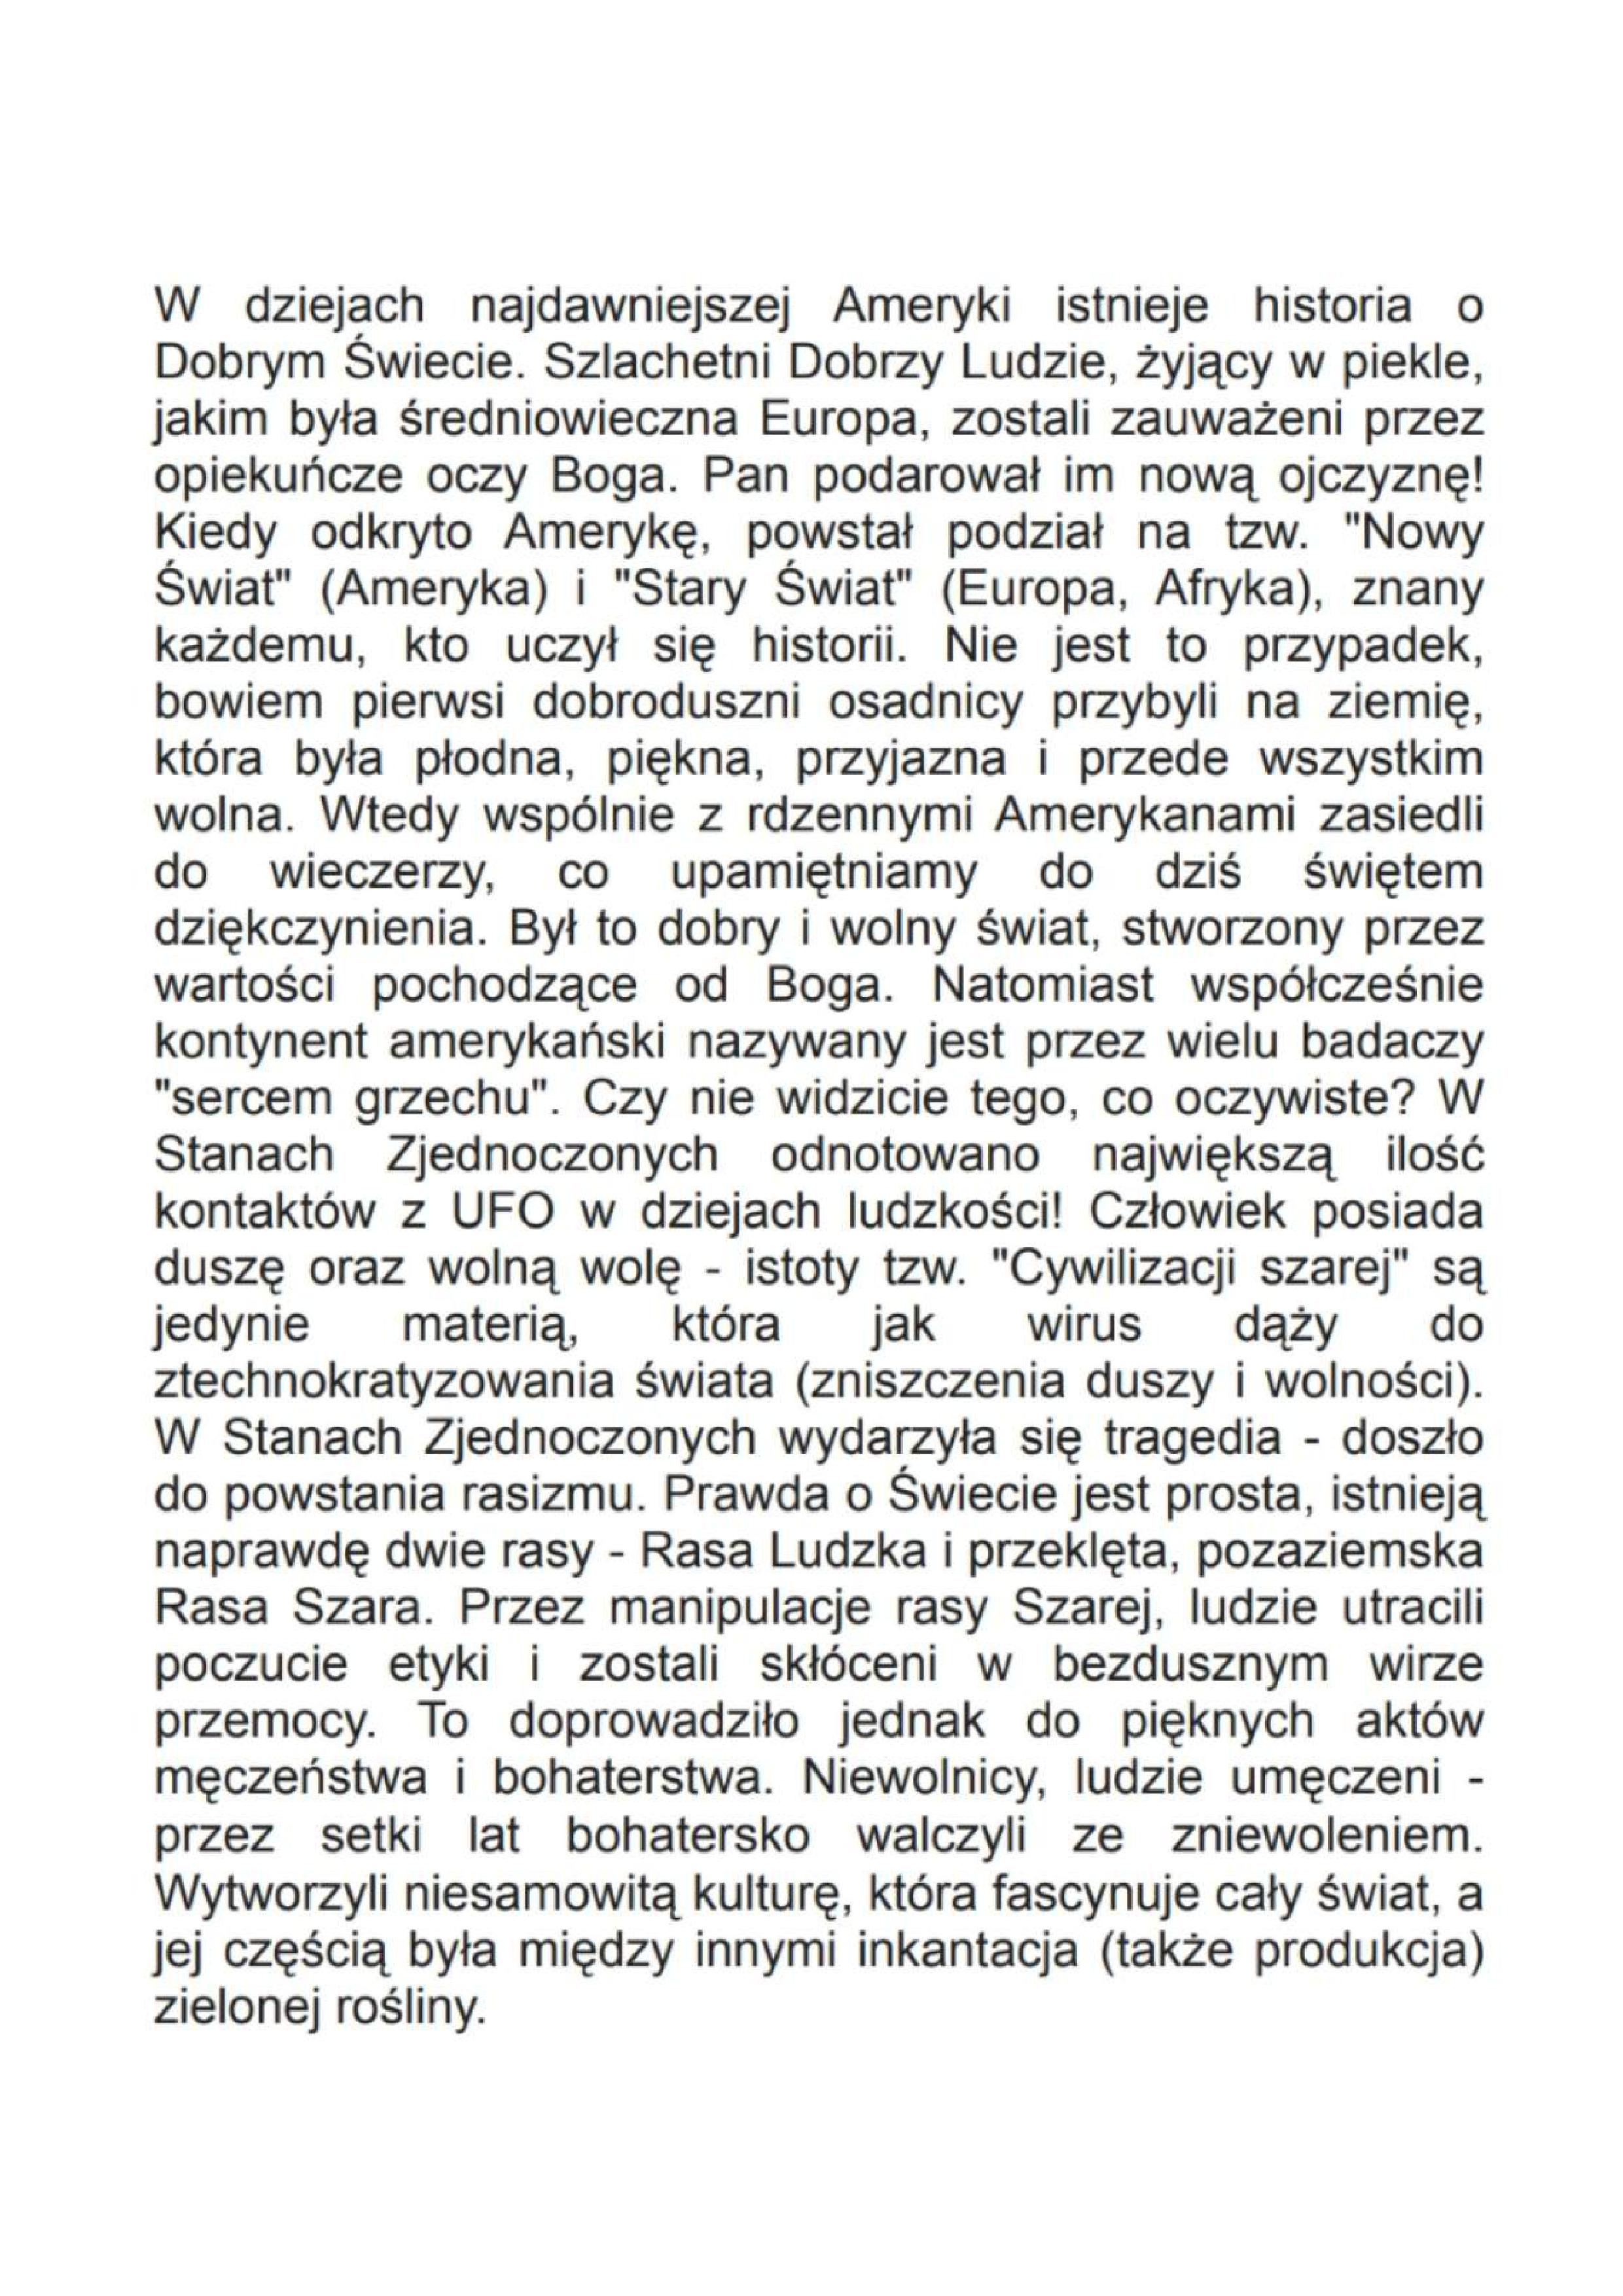 W dziejach najdawniejszej Ameryki istnieje historia o
Dobrym Świecie. Szlachetni Dobrzy Ludzie, żyjący w piekle,
jakim była średniowieczna Europa, zostali zauważeni przez
opiekuńcze oczy Boga. Pan podarował im nową ojczyznę!
Kiedy odkryto Amerykę, powstał podział na tzw. "Nowy
Świat" (Ameryka) i "Stary Świat" (Europa, Afryka), znany
każdemu, kto uczył się historii. Nie jest to przypadek,
bowiem pierwsi dobroduszni osadnicy przybyli na ziemię,
która była płodna, piękna, przyjazna i przede wszystkim
wolna. Wtedy wspólnie z rdzennymi Amerykanami zasiedli
do wieczerzy, co upamiętniamy do dziś świętem
dziękczynienia. Był to dobry i wolny świat, stworzony przez
wartości pochodzące od Boga. Natomiast współcześnie
kontynent amerykański nazywany jest przez wielu badaczy
"sercem grzechu". Czy nie widzicie tego, co oczywiste? W
Stanach Zjednoczonych odnotowano największą ilość
kontaktów z UFO w dziejach ludzkości! Człowiek posiada
duszę oraz wolną wolę - istoty tzw. "Cywilizacji szarej" są
jedynie materią, która jak wirus dąży do
ztechnokratyzowania świata (zniszczenia duszy i wolności).
W Stanach Zjednoczonych wydarzyła się tragedia - doszło
do powstania rasizmu. Prawda o Świecie jest prosta, istnieją
naprawdę dwie rasy - Rasa Ludzka i przeklęta, pozaziemska
Rasa Szara. Przez manipulacje rasy Szarej, ludzie utracili
poczucie etyki i zostali skłóceni w bezdusznym wirze
przemocy. To doprowadziło jednak do pięknych aktów
męczeństwa i bohaterstwa. Niewolnicy, ludzie umęczeni -
przez setki lat bohatersko walczyli ze zniewoleniem.
Wytworzyli niesamowitą kulturę, która fascynuje cały świat, a
jej częścią była między innymi inkantacja (także produkcja)
zielonej rośliny.